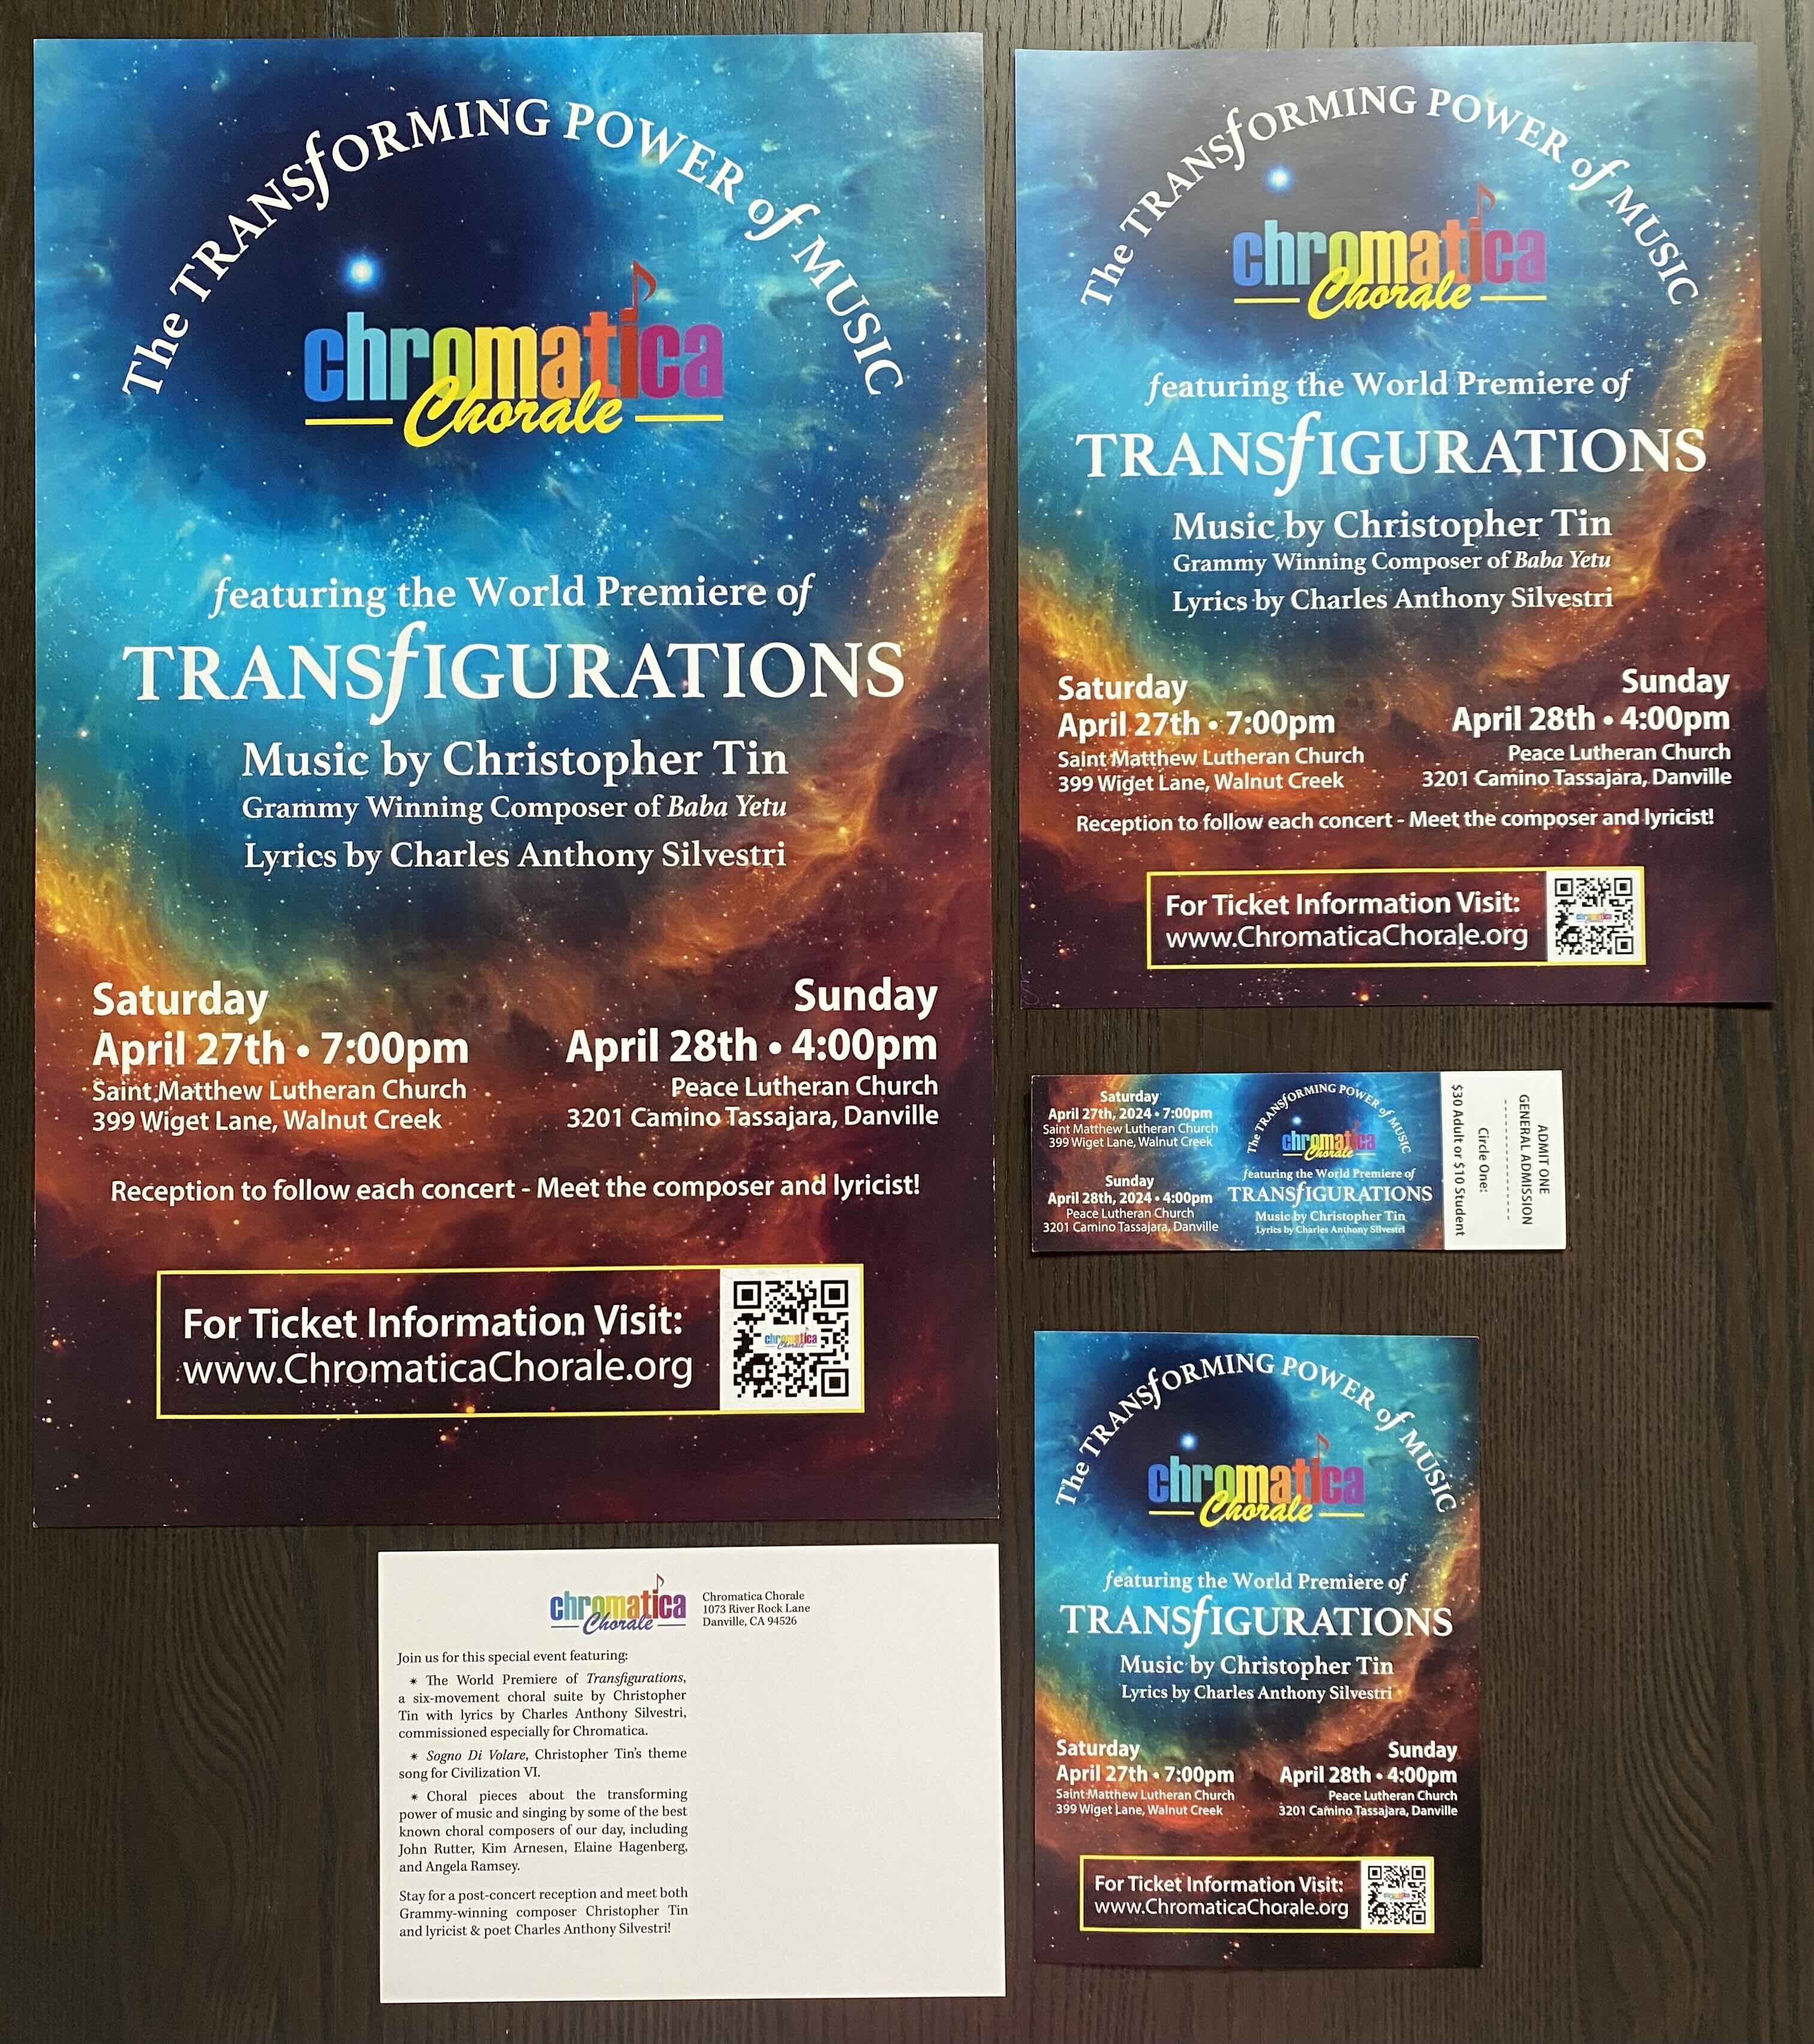 The TRANSfORMING POWER of MUSIC
chromatica
Chorale
featuring the World Premiere of
TRANSfIGURATIONS
Music by Christopher Tin
Grammy Winning Composer of Baba Yetu
Lyrics by Charles Anthony Silvestri
Saturday
April 27th • 7:00pm
Saint Matthew Lutheran Church
399 Wiget Lane, Walnut Creek
Sunday
April 28th • 4:00pm
Peace Lutheran Church
3201 Camino Tassajara, Danville
Reception to follow each concert - Meet the composer and lyricist!
For Ticket Information Visit:
www.ChromaticaChorale.org
chromatica
Chorale
The TRANSfORMING POWER of MUSIC
chromatica
Chorale
featuring the World Premiere of
TRANSfIGURATIONS
Music by Christopher Tin
Grammy Winning Composer of Baba Yetu
Lyrics by Charles Anthony Silvestri
Saturday
April 27th • 7:00pm
Saint Matthew Lutheran Church
399 Wiget Lane, Walnut Creek
Sunday
April 28th • 4:00pm
Peace Lutheran Church
3201 Camino Tassajara, Danville
Reception to follow each concert - Meet the composer and lyricist!
For Ticket Information Visit:
www.ChromaticaChorale.org
chromatica
Saturday
April 27th, 2024 • 7:00pm
Saint Matthew Lutheran Church
399 Wiget Lane, Walnut Creek
Sunday
April 28th, 2024 • 4:00pm
Peace Lutheran Church
3201 Camino Tassajara, Danville
The TRANSfORMING POWER of MUSIC
chromatica
Chorale
featuring the World Premiere of
TRANSfIGURATIONS
Music by Christopher Tin
Lyrics by Charles Anthony Silvestri
ADMIT ONE
GENERAL ADMISSION
Circle One:
$30 Adult or $10 Student
The TRANSfORMING POWER of MUSIC
chromatica
Chorale
featuring the World Premiere of
TRANSfIGURATIONS
Music by Christopher Tin
Lyrics by Charles Anthony Silvestri
Saturday
April 27th • 7:00pm
Saint Matthew Lutheran Church
399 Wiget Lane, Walnut Creek
Sunday
April 28th • 4:00pm
Peace Lutheran Church
3201 Camino Tassajara, Danville
For Ticket Information Visit:
www.ChromaticaChorale.org
chromatica
Chorale
Chromatica Chorale
1073 River Rock Lane
Danville, CA 94526
Join us for this special event featuring:
✴ The World Premiere of Transfigurations,
a six-movement choral suite by Christopher
Tin with lyrics by Charles Anthony Silvestri,
commissioned especially for Chromatica.
✴ Sogno Di Volare, Christopher Tin's theme
song for Civilization VI.
✴ Choral pieces about the transforming
power of music and singing by some of the best
known choral composers of our day, including
John Rutter, Kim Arnesen, Elaine Hagenberg,
and Angela Ramsey.
Stay for a post-concert reception and meet both
Grammy-winning composer Christopher Tin
and lyricist & poet Charles Anthony Silvestri!